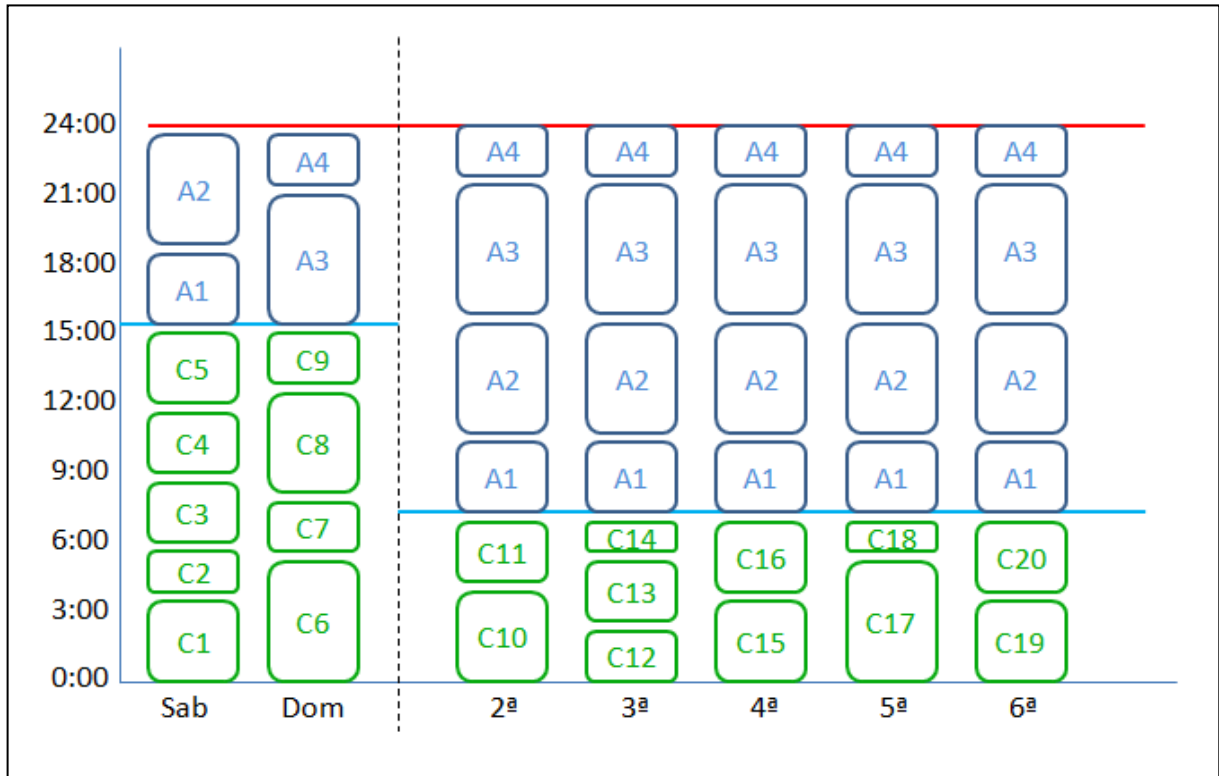 24:00
A4 A4 A4 A4 A4 A4
A2
21:00
A3 A3 A3 A3 A3 A3
18:00
A1
15:00
C5 C9 A2 A2 A2 A2 A2
12:00
C4 C8
9:00
A1 A1 A1 A1 A1
C3 C7
6:00
C11 C14 C16 C18 C20
C2
C13
3:00
C1 C6 C10 C12 C15 C17 C19
0:00
Sab Dom 2ª 3ª 4ª 5ª 6ª